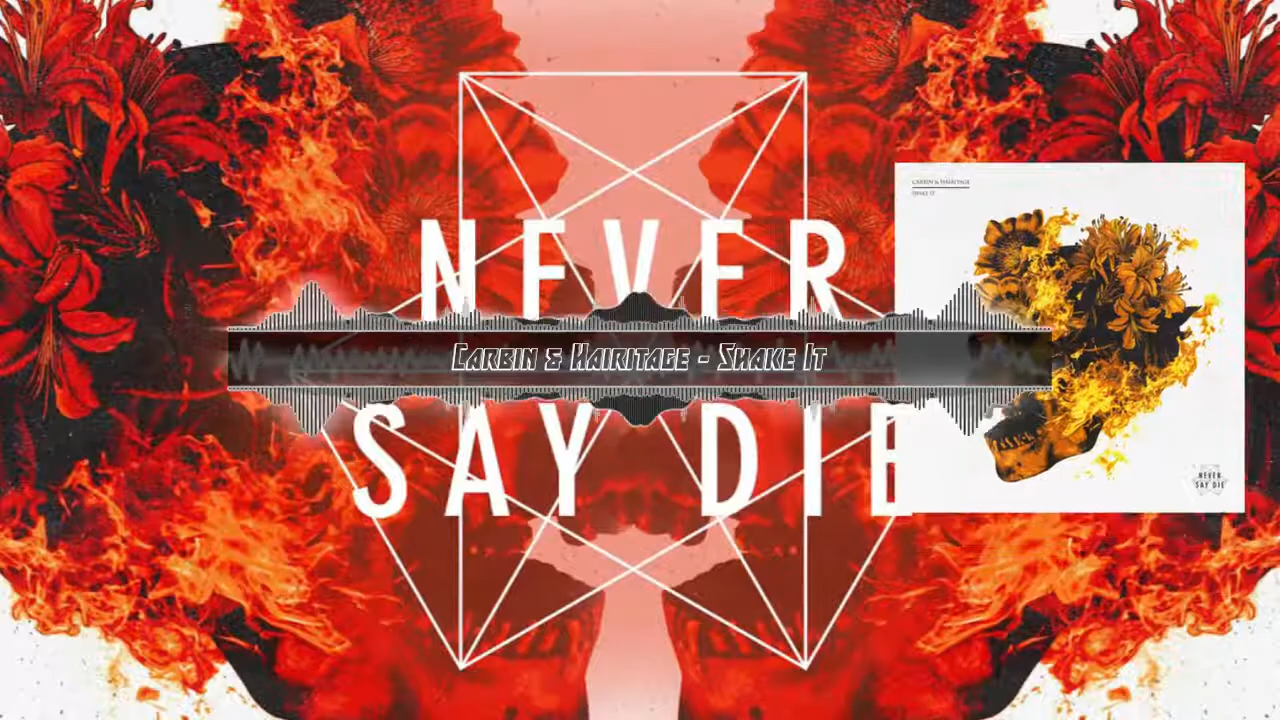 NEVER
Carbin & Hairitage - Shake It
SAY DIE
CARBIN & HAIRITAGE
SHAKE IT
NEVER
SAY DIE